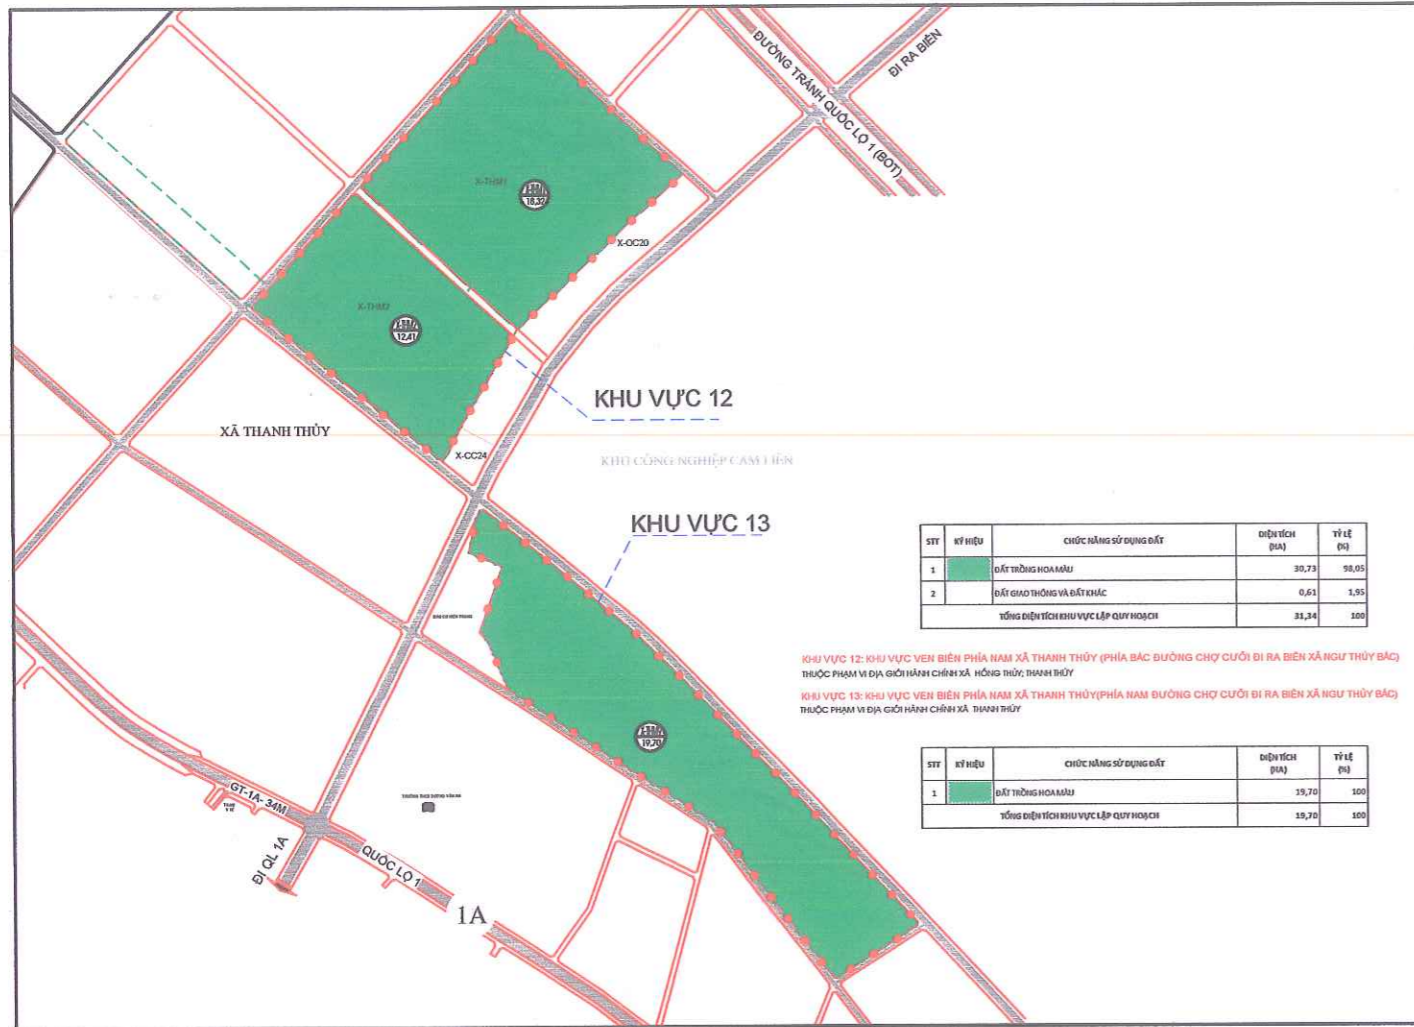 ĐƯỜNG TRÁNH QUỐC LỘ 1 (BOT)
ĐI RA BIỂN
X-THM1
18,32
X-OC20
X-THM2
12,41
KHU VỰC 12
XÃ THANH THỦY
X-CC24
KHU CÔNG NGHIỆP CAM LIÊN
KHU VỰC 13
19,70
GT-1A- 34M
ĐI QL 1A
QUỐC LỘ 1
1A
STT KÝ HIỆU CHỨC NĂNG SỬ DỤNG ĐẤT DIỆN TÍCH (HA) TỶ LỆ (%)
1 ĐẤT TRỒNG HOA MÀU 30,73 98,05
2 ĐẤT GIAO THÔNG VÀ ĐẤT KHÁC 0,61 1,95
TỔNG DIỆN TÍCH KHU VỰC LẬP QUY HOẠCH 31,34 100
KHU VỰC 12: KHU VỰC VEN BIỂN PHÍA NAM XÃ THANH THỦY (PHÍA BẮC ĐƯỜNG CHỢ CƯỠI ĐI RA BIỂN XÃ NGƯ THỦY BẮC)
THUỘC PHẠM VI ĐỊA GIỚI HÀNH CHÍNH XÃ HỒNG THỦY; THANH THỦY
KHU VỰC 13: KHU VỰC VEN BIỂN PHÍA NAM XÃ THANH THỦY(PHÍA NAM ĐƯỜNG CHỢ CƯỠI ĐI RA BIỂN XÃ NGƯ THỦY BẮC)
THUỘC PHẠM VI ĐỊA GIỚI HÀNH CHÍNH XÃ THANH THỦY
STT KÝ HIỆU CHỨC NĂNG SỬ DỤNG ĐẤT DIỆN TÍCH (HA) TỶ LỆ (%)
1 ĐẤT TRỒNG HOA MÀU 19,70 100
TỔNG DIỆN TÍCH KHU VỰC LẬP QUY HOẠCH 19,70 100